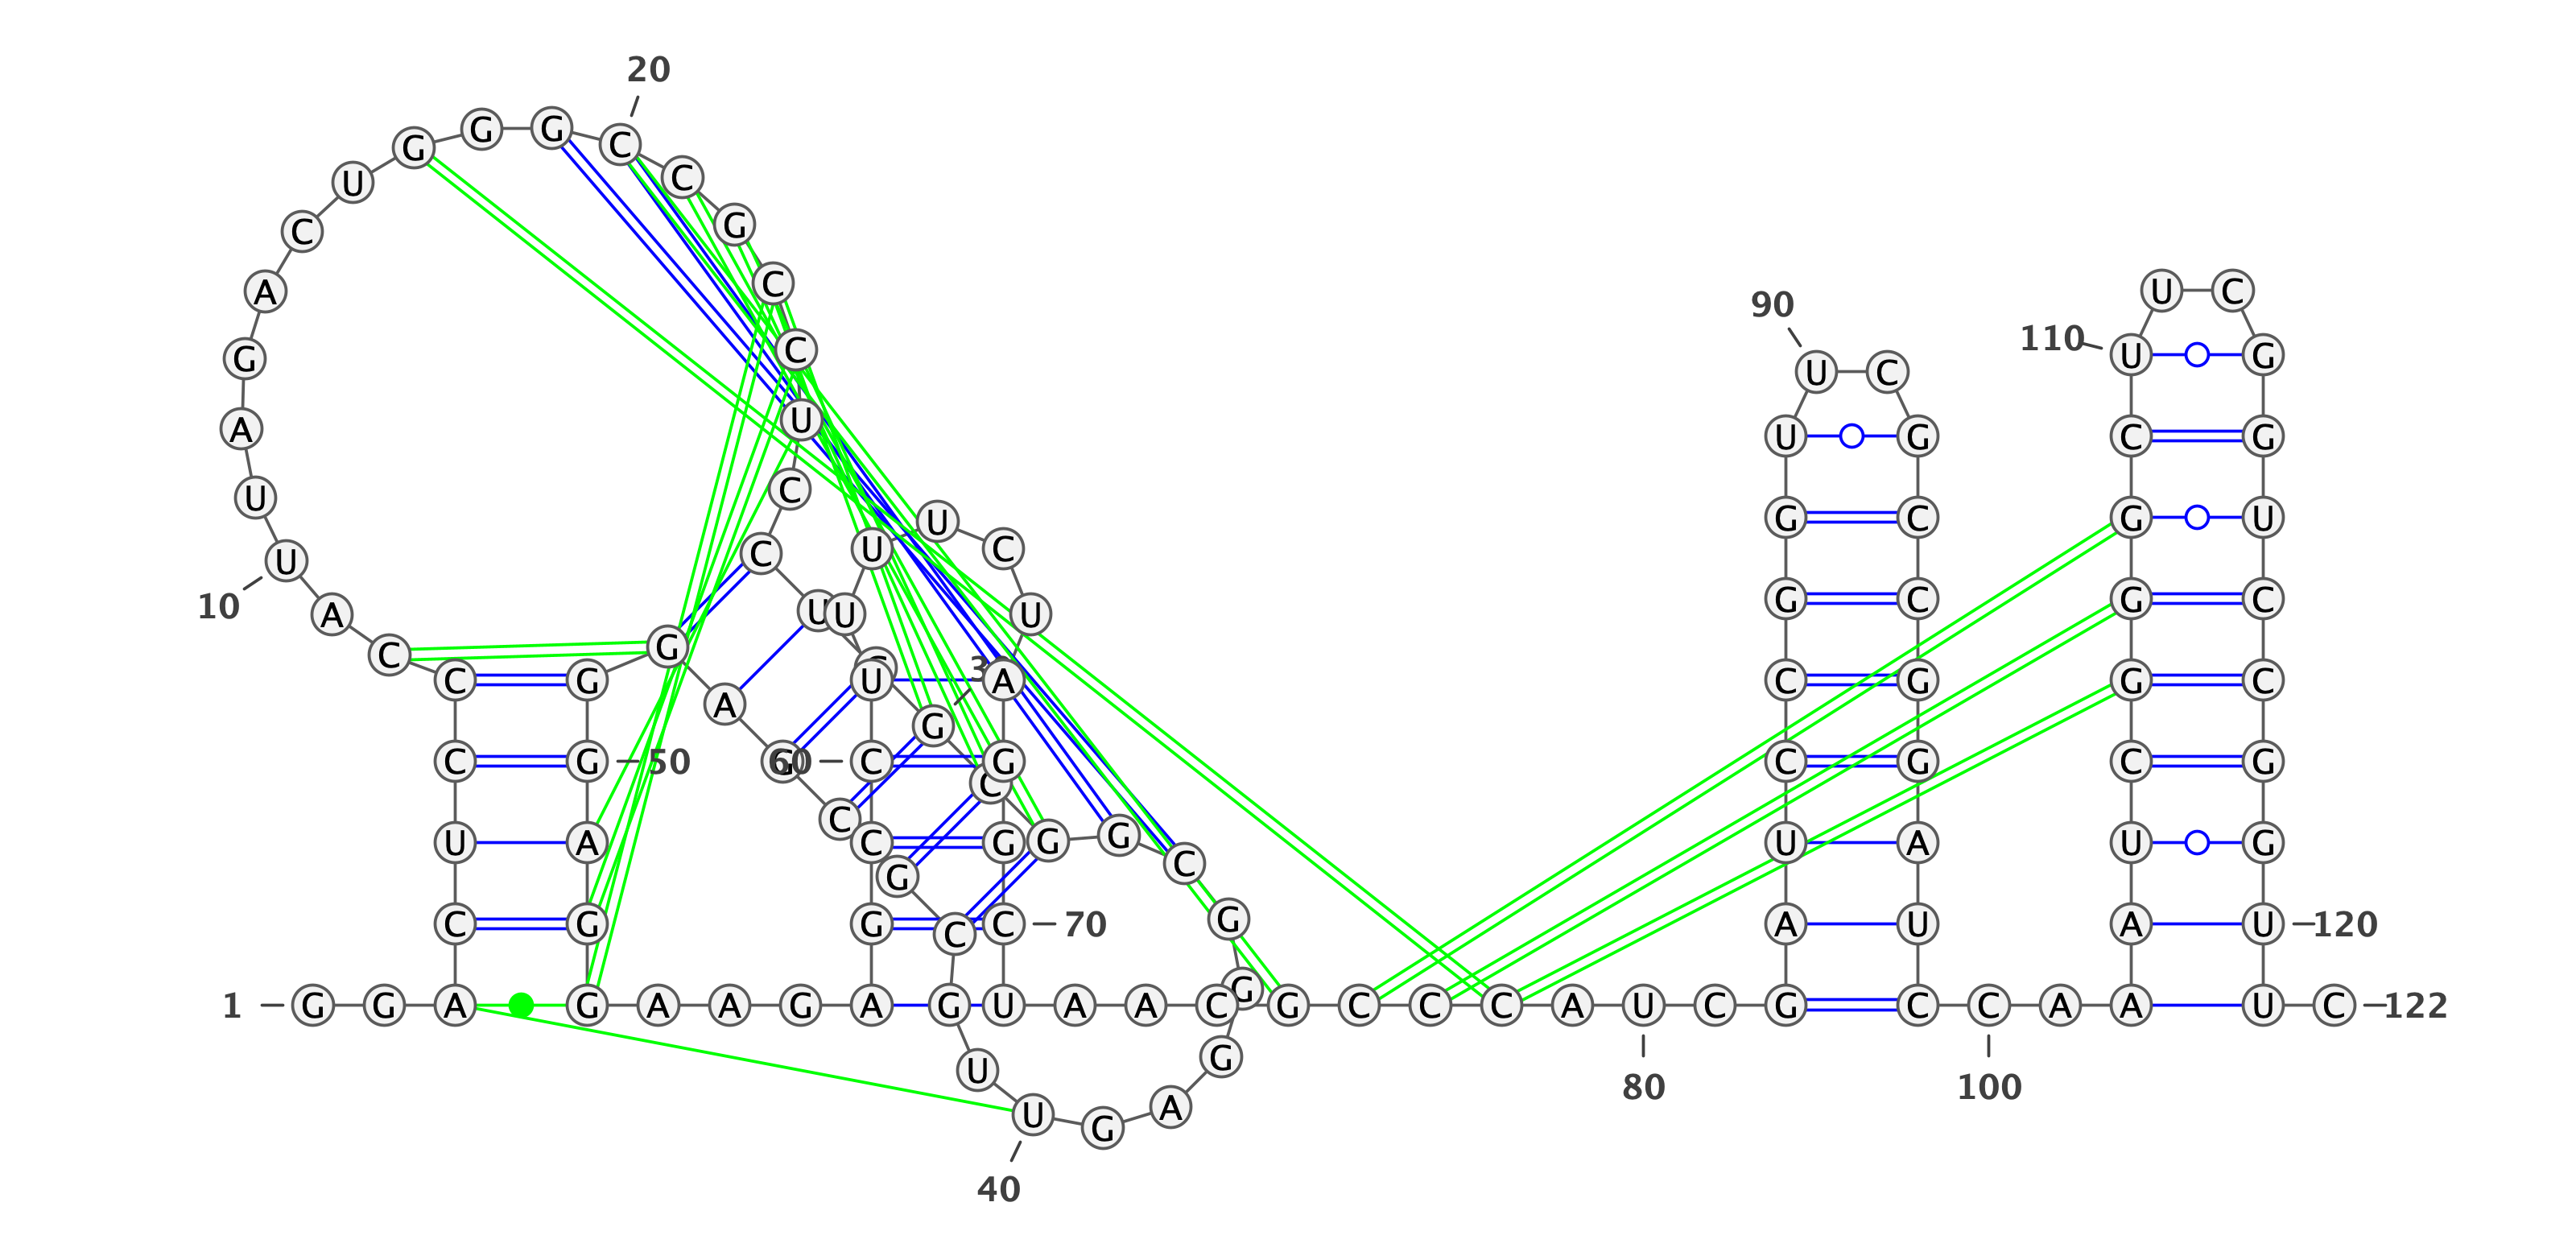 20
G G G C
U C
C G
A C U C
90
110
G C U G
U C
A U U G C G
U C G C G U
U U C
10 U C
A U U U G C G C
C G
C G U A C G G C
A G
C G 50 G 60 C G C C G C G
C
C
U A C G G G U A U G
C
G
C G G C C 70 G A U A U 120
1 G G A G A A G A G U A A C G G C C C A U C G C C A A U C 122
U G
80 100
U G A
40